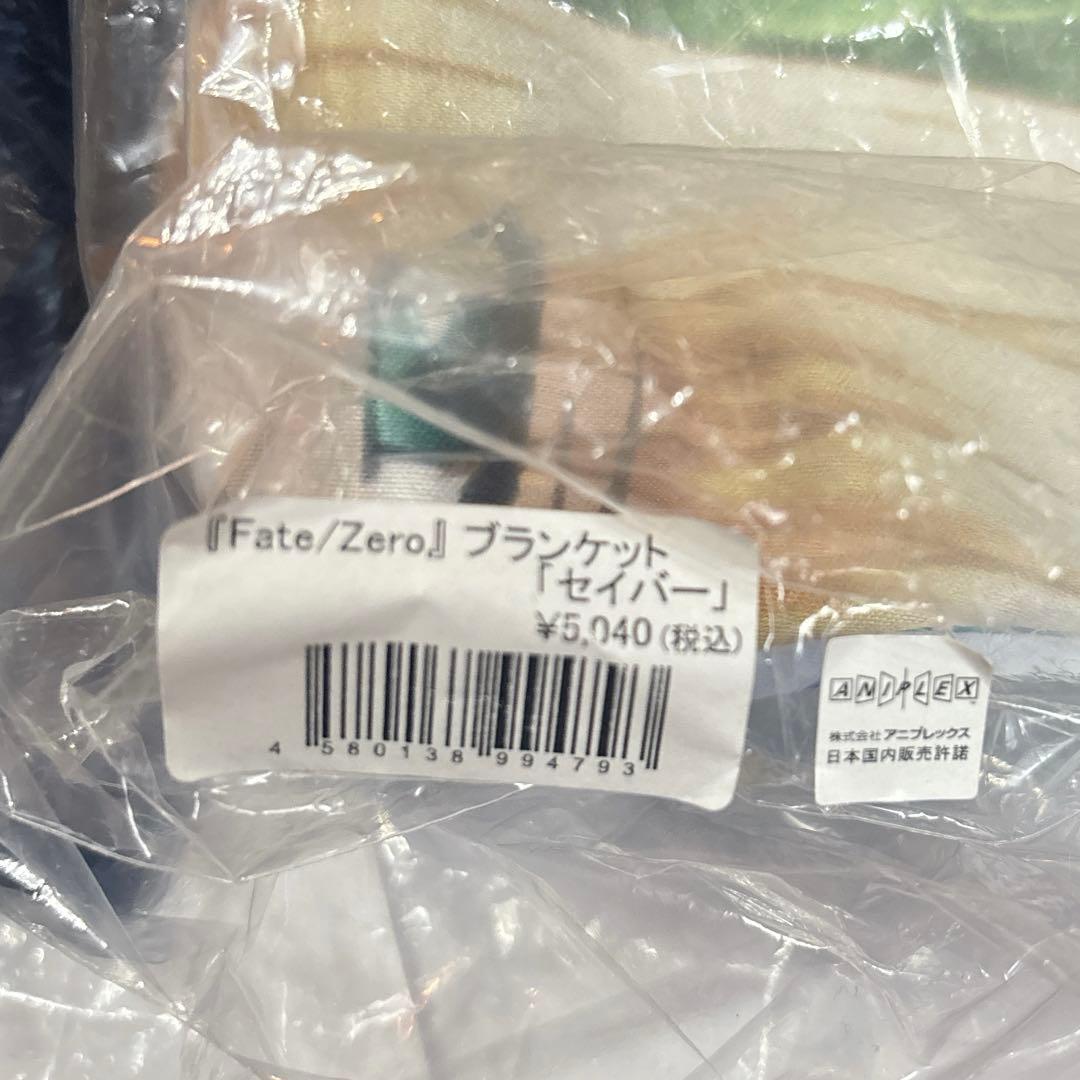 『Fate/Zero』ブランケット
「セイバー」
¥5,040(税込)
4 580138 994793
ANIPLEX
株式会社 アニプレックス
日本国内販売許諾